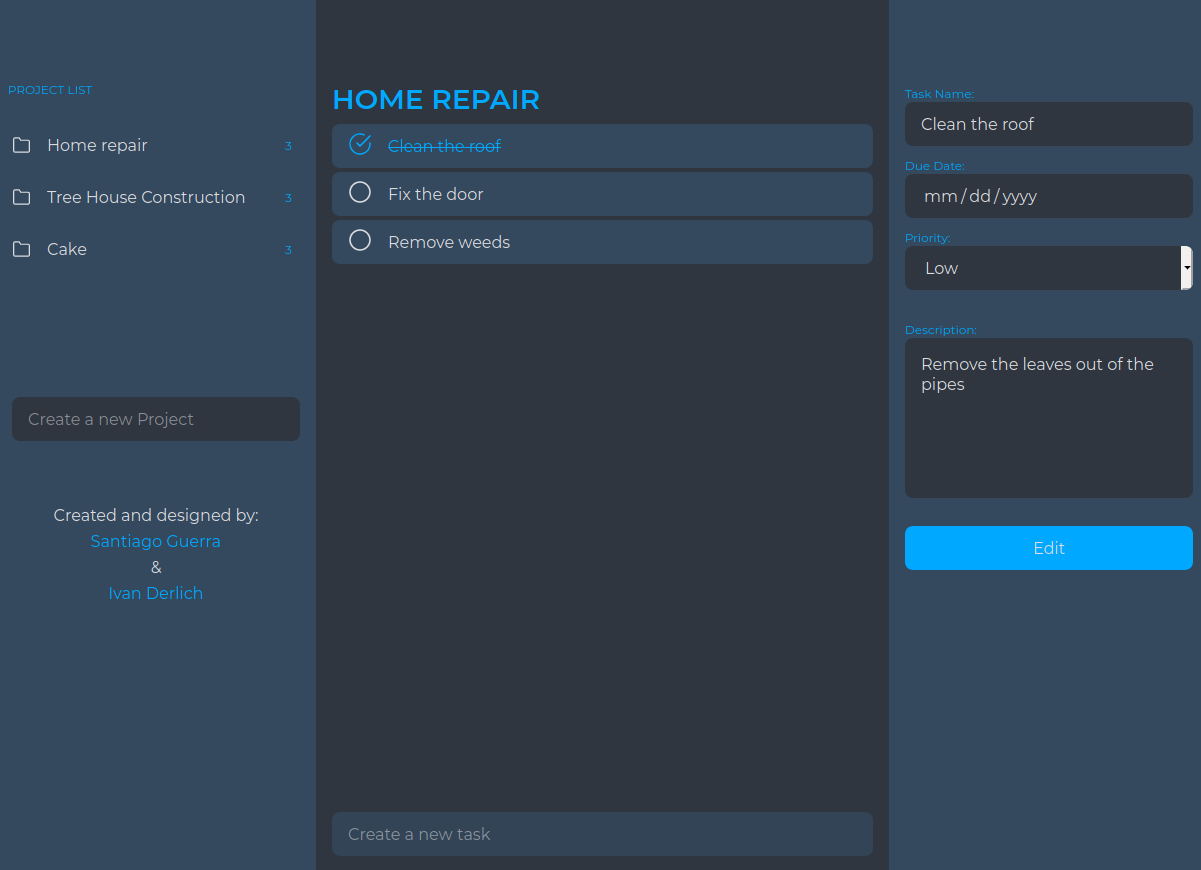 PROJECT LIST
Home repair 3
Tree House Construction 3
Cake 3
Create a new Project
Created and designed by:
Santiago Guerra
&
Ivan Derlich
HOME REPAIR
Clean the roof
Fix the door
Remove weeds
Create a new task
Task Name:
Clean the roof
Due Date:
mm/dd/yyyy
Priority:
Low
Description:
Remove the leaves out of the
pipes
Edit